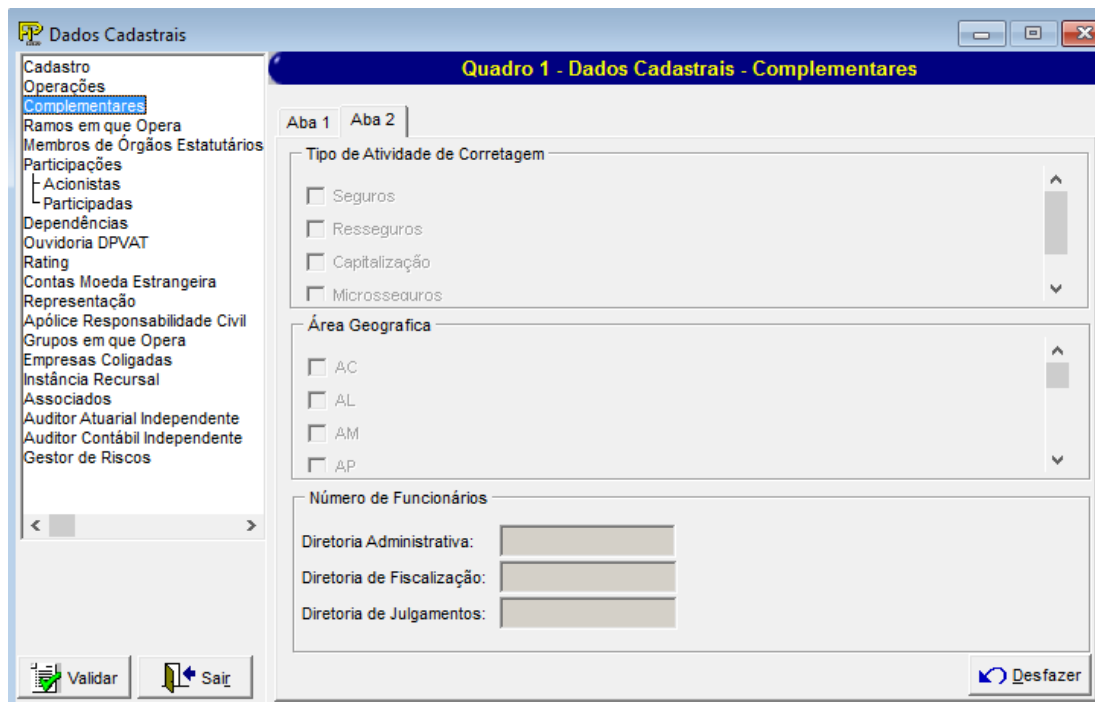 Dados Cadastrais
Cadastro
Operações
Complementares
Ramos em que Opera
Membros de Órgãos Estatutários
Participações
Acionistas
Participadas
Dependências
Ouvidoria DPVAT
Rating
Contas Moeda Estrangeira
Representação
Apólice Responsabilidade Civil
Grupos em que Opera
Empresas Coligadas
Instância Recursal
Associados
Auditor Atuarial Independente
Auditor Contábil Independente
Gestor de Riscos
Validar
Sair
Quadro 1 - Dados Cadastrais - Complementares
Aba 1 Aba 2
Tipo de Atividade de Corretagem
Seguros
Resseguros
Capitalização
Microsseguros
Área Geografica
AC
AL
AM
AP
Número de Funcionários
Diretoria Administrativa:
Diretoria de Fiscalização:
Diretoria de Julgamentos:
Desfazer